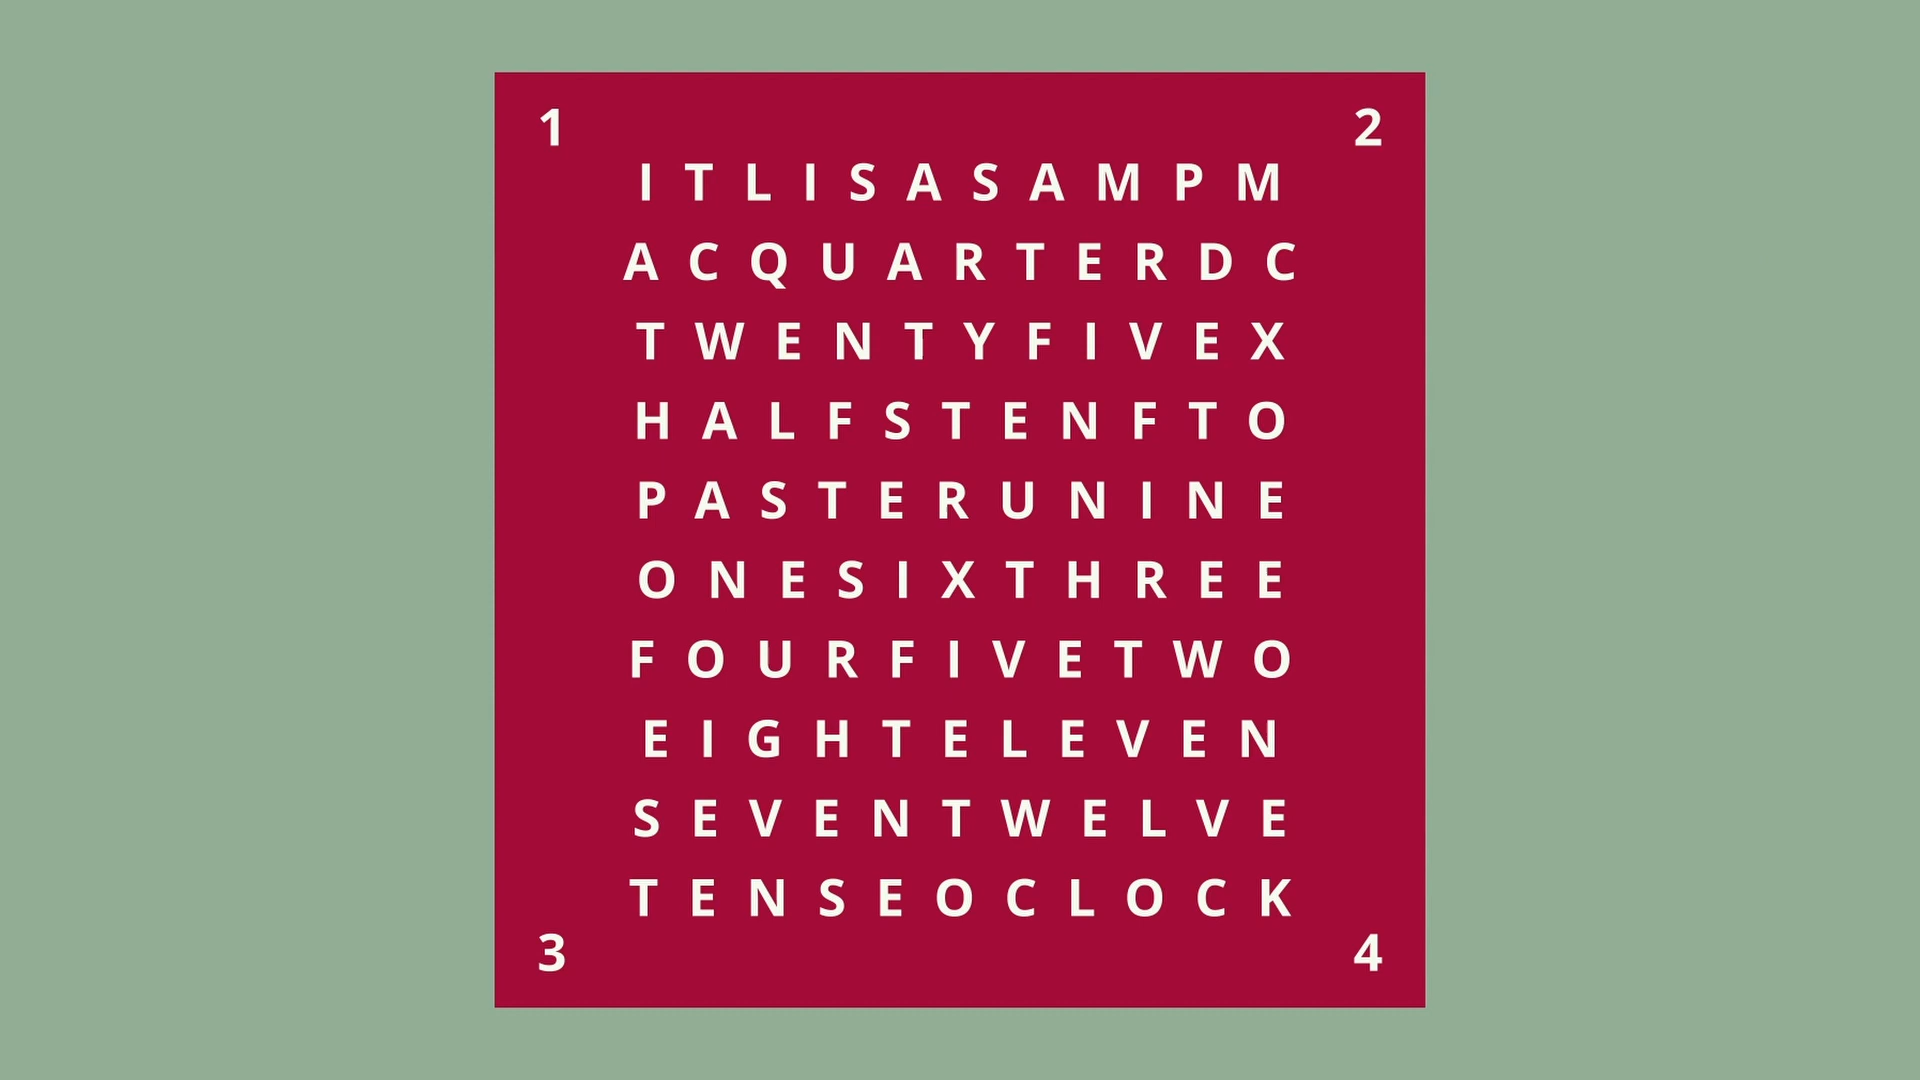 1 2
I T L I S A S A M P M
A C Q U A R T E R D C
T W E N T Y F I V E X
H A L F S T E N F T O
P A S T E R U N I N E
O N E S I X T H R E E
F O U R F I V E T W O
E I G H T E L E V E N
S E V E N T W E L V E
T E N S E O C L O C K
3 4